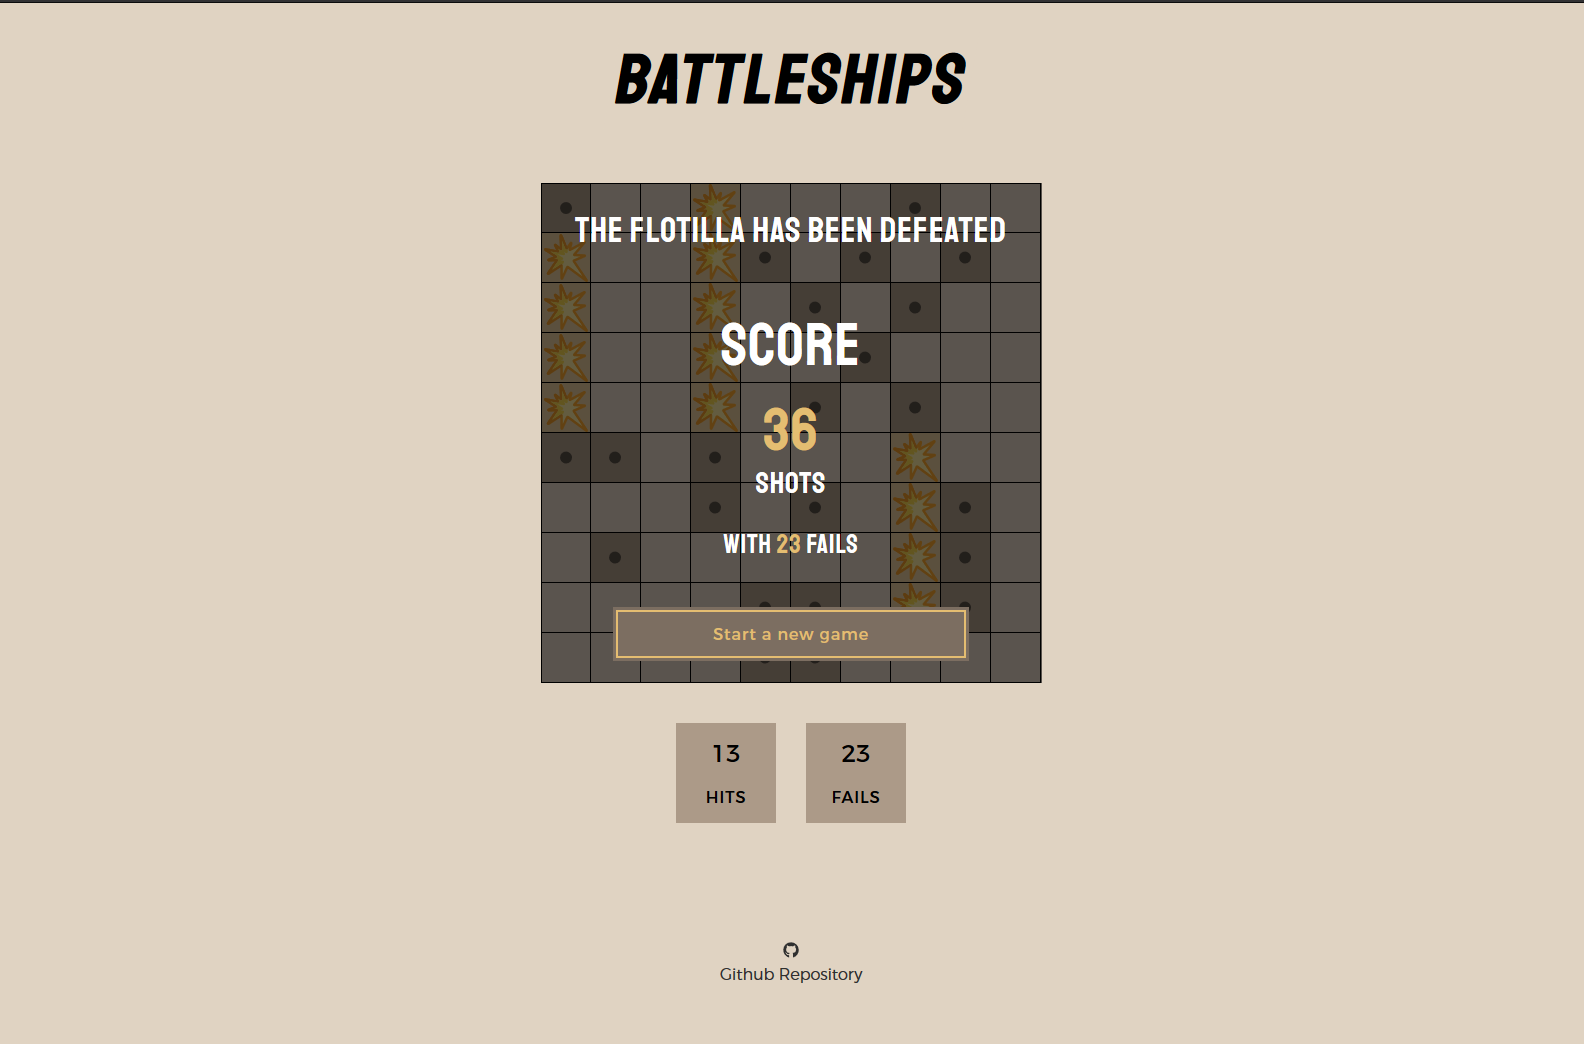 BATTLESHIPS
THE FLOTILLA HAS BEEN DEFEATED
SCORE
36
SHOTS
WITH 23 FAILS
Start a new game
13
HITS
23
FAILS
Github Repository